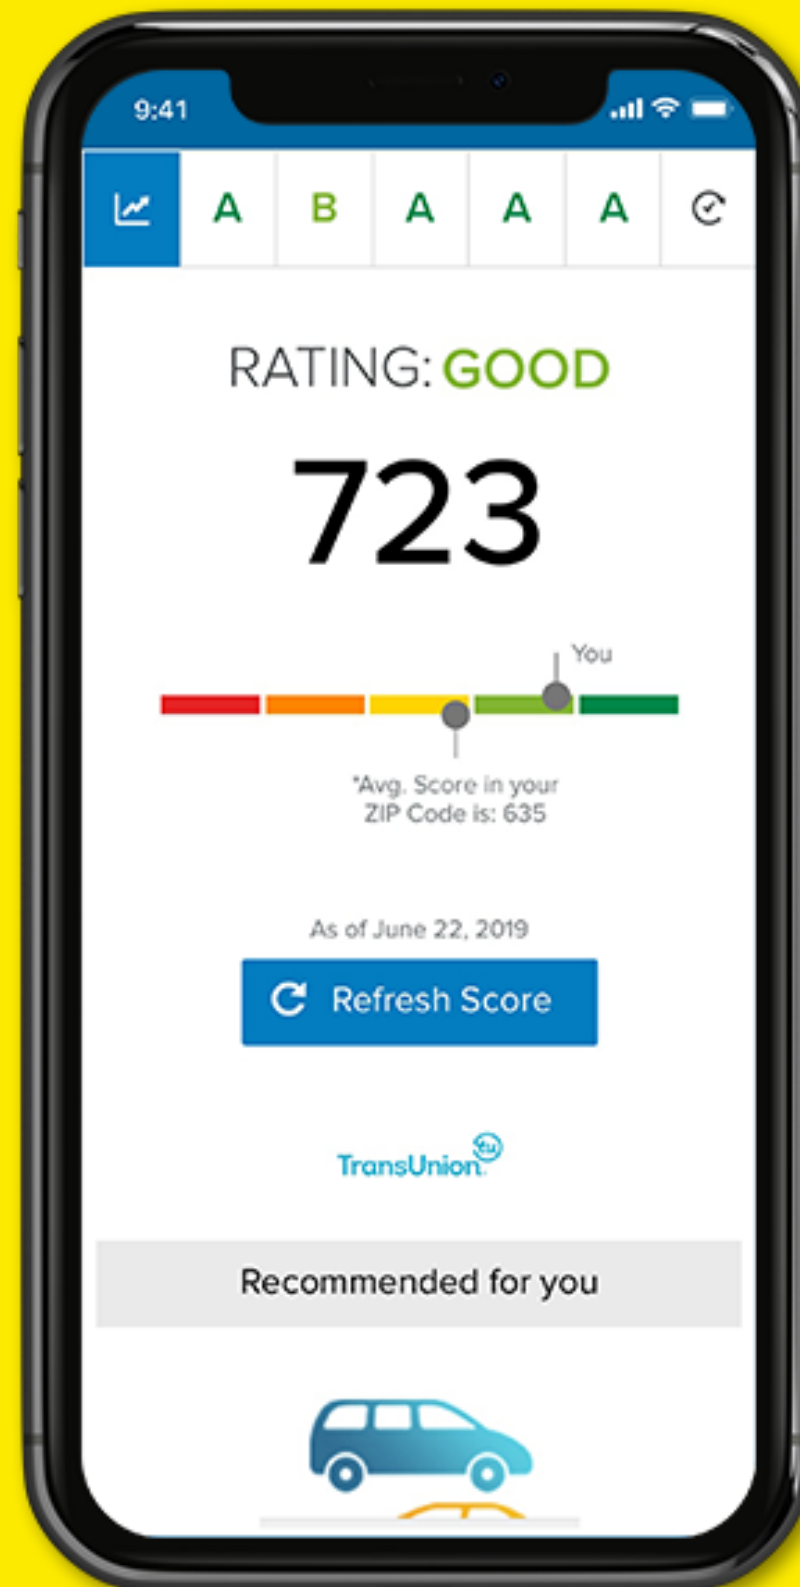 9:41
A B A A A
RATING: GOOD
723
You
*Avg. Score in your
ZIP Code is: 635
As of June 22, 2019
Refresh Score
tu
TransUnion.
Recommended for you